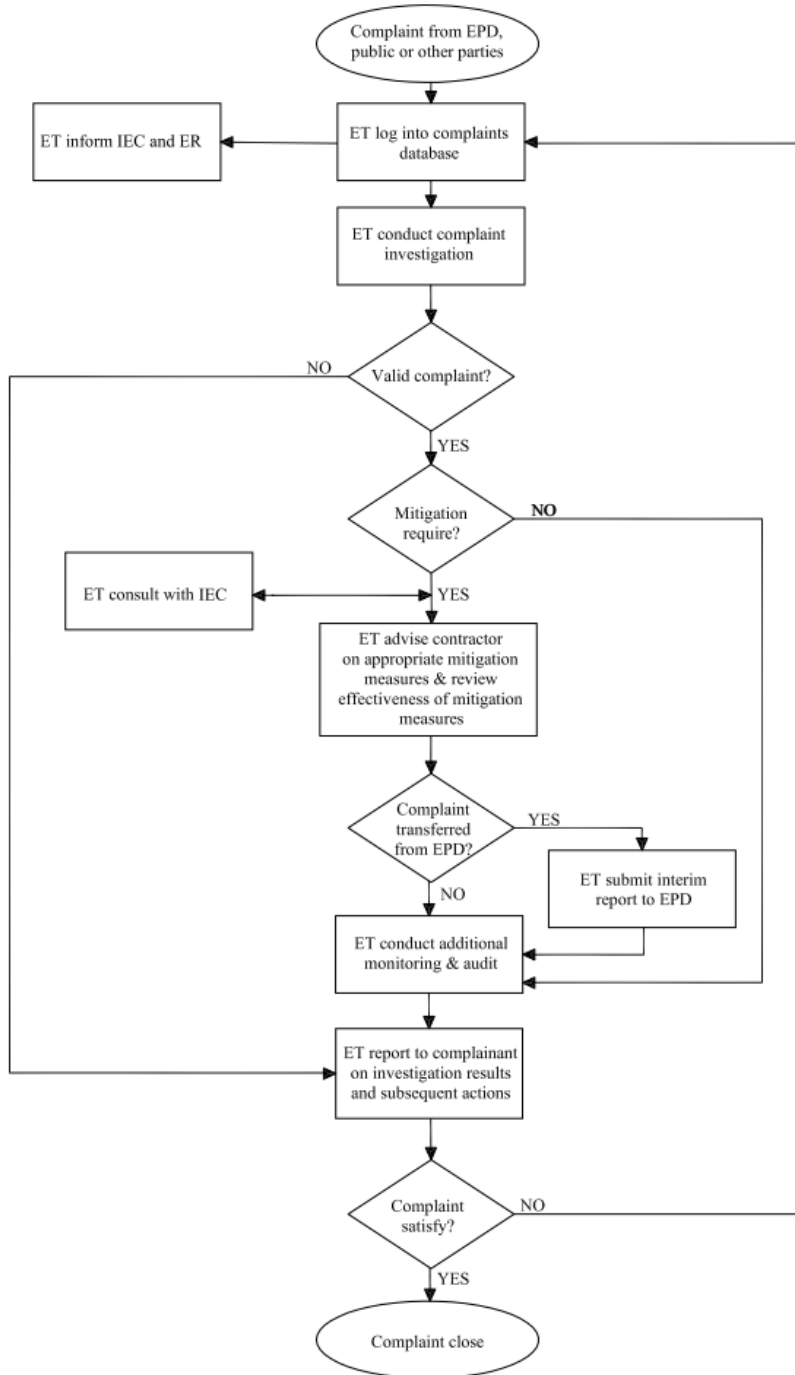 Complaint from EPD,
public or other parties
ET inform IEC and ER
ET log into complaints
database
ET conduct complaint
investigation
NO
Valid complaint?
YES
Mitigation
require?
NO
ET consult with IEC
YES
ET advise contractor
on appropriate mitigation
measures & review
effectiveness of mitigation
measures
Complaint
transferred
from EPD?
YES
NO
ET submit interim
report to EPD
ET conduct additional
monitoring & audit
ET report to complainant
on investigation results
and subsequent actions
Complaint
satisfy?
NO
YES
Complaint close